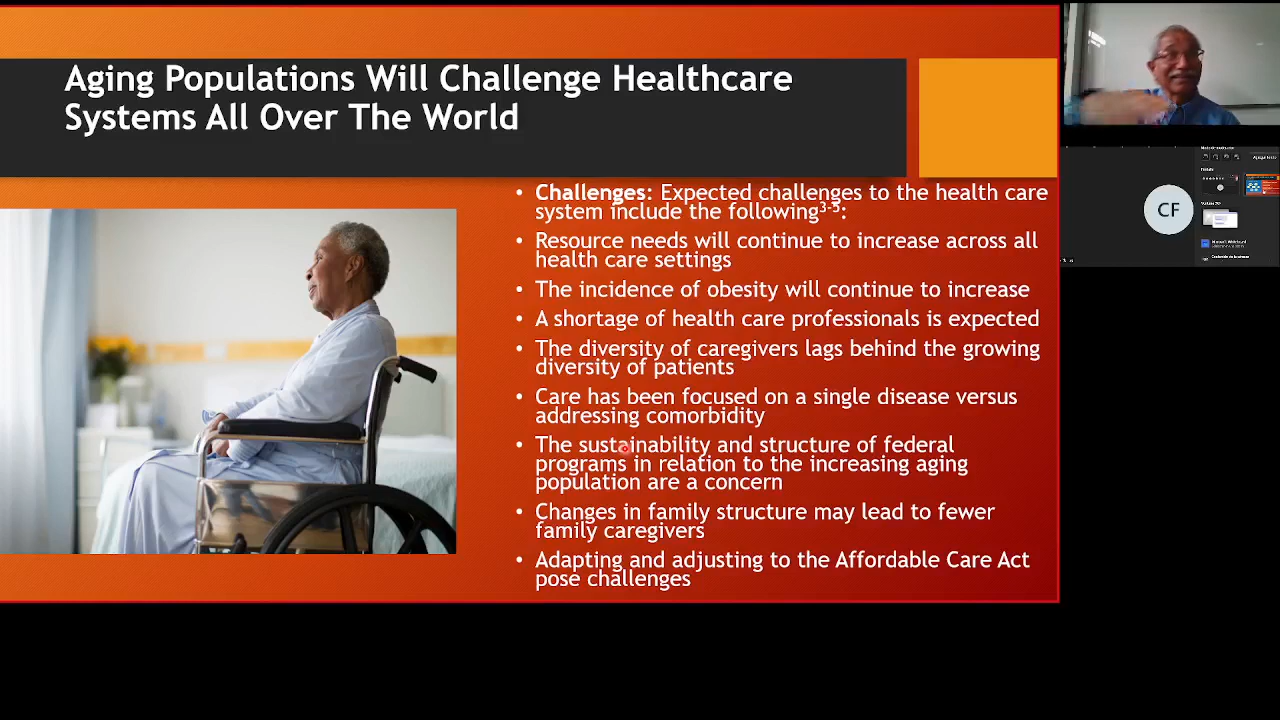 Aging Populations Will Challenge Healthcare
Systems All Over The World
• Challenges: Expected challenges to the health care
system include the following3-5:
• Resource needs will continue to increase across all
health care settings
• The incidence of obesity will continue to increase
• A shortage of health care professionals is expected
• The diversity of caregivers lags behind the growing
diversity of patients
• Care has been focused on a single disease versus
addressing comorbidity
• The sustainability and structure of federal
programs in relation to the increasing aging
population are a concern
• Changes in family structure may lead to fewer
family caregivers
• Adapting and adjusting to the Affordable Care Act
pose challenges
CF